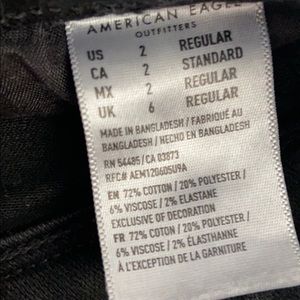 AMERICAN EAGLE
OUTFITTERS
US 2 REGULAR
CA 2 STANDARD
MX 2 REGULAR
UK 6 REGULAR
MADE IN BANGLADESH / FABRIQUÉ AU
BANGLADESH / HECHO EN BANGLADESH
RN 54485/CA 03873
RFC# AEM120605U9A
EN 72% COTTON / 20% POLYESTER /
6% VISCOSE / 2% ELASTANE
EXCLUSIVE OF DECORATION
FR 72% COTON / 20% POLYESTER /
6% VISCOSE / 2% ÉLASTHANNE
À L'EXCEPTION DE LA GARNITURE